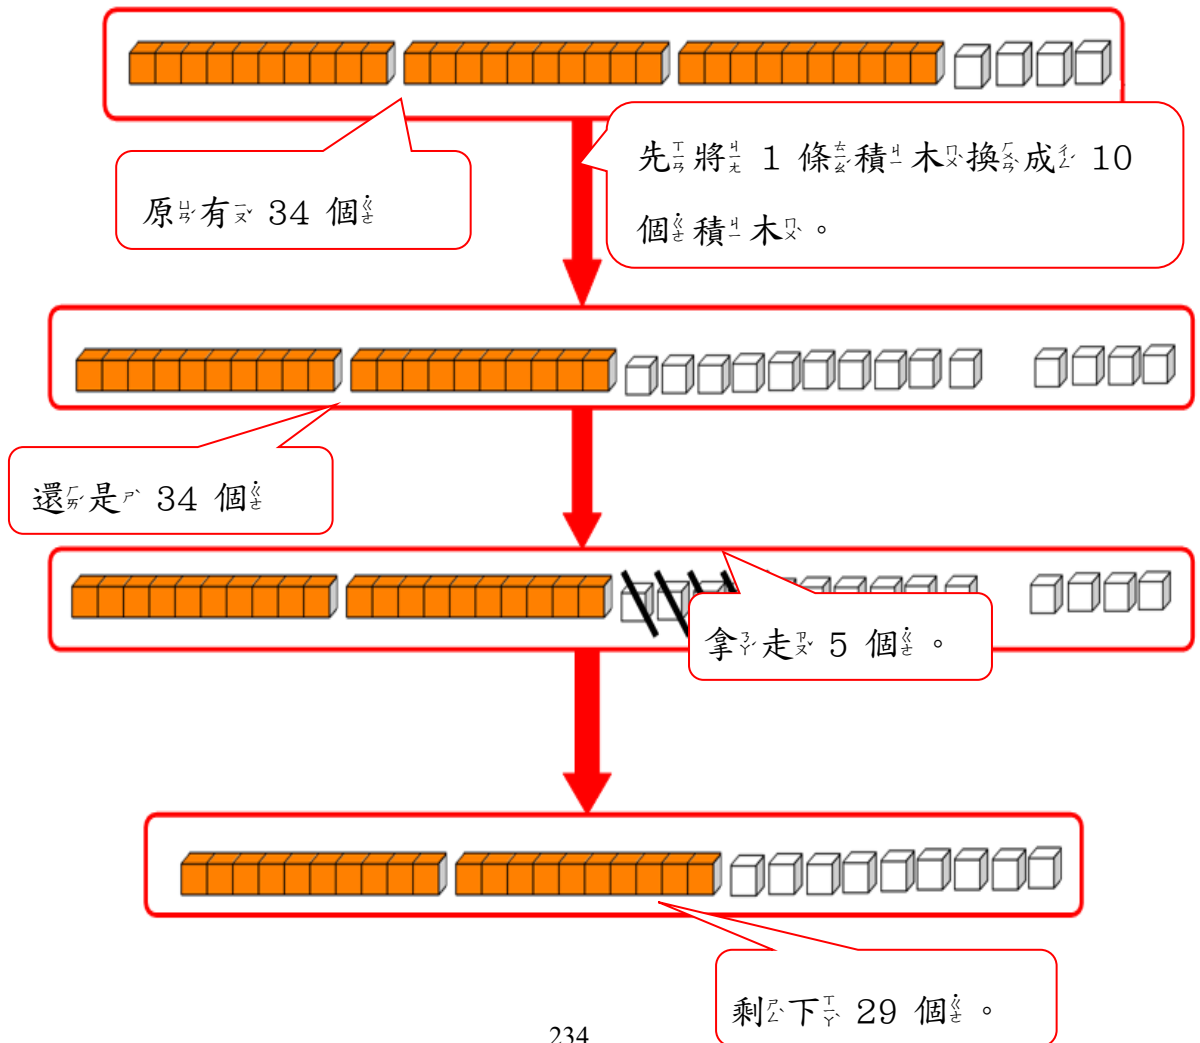 原有 34 個
先將 1 條積木換成 10
個積木。
還是 34 個
拿走 5 個。
剩下 29 個。
234